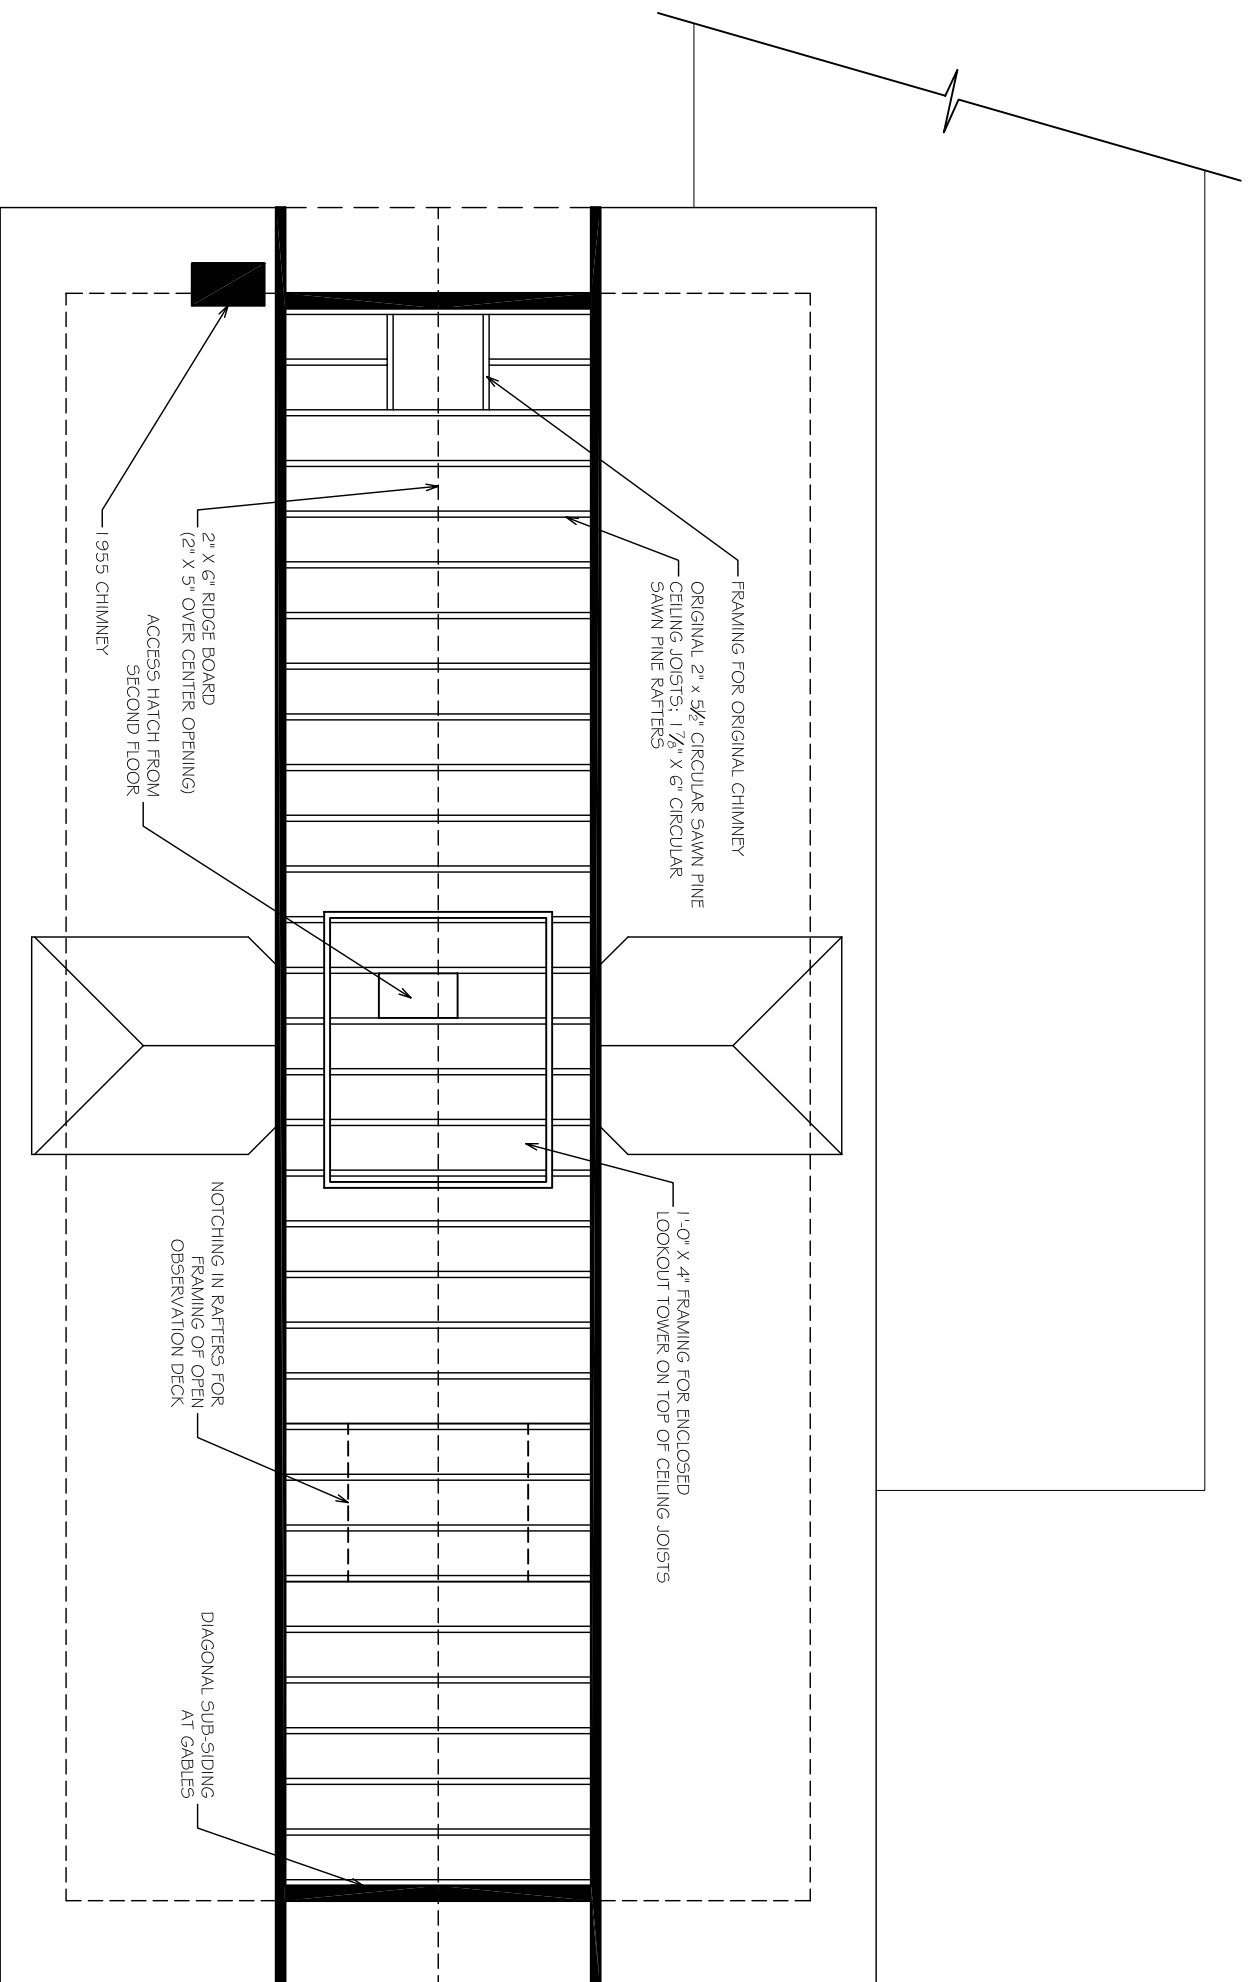 FRAMING FOR ORIGINAL CHIMNEY
ORIGINAL 2" x 5½" CIRCULAR SAWN PINE
CEILING JOISTS; 1 ⅞" X 6" CIRCULAR
SAWN PINE RAFTERS
1'-0" X 4" FRAMING FOR ENCLOSED
LOOKOUT TOWER ON TOP OF CEILING JOISTS
2" X 6" RIDGE BOARD
(2" X 5" OVER CENTER OPENING)
ACCESS HATCH FROM
SECOND FLOOR
1955 CHIMNEY
NOTCHING IN RAFTERS FOR
FRAMING OF OPEN
OBSERVATION DECK
DIAGONAL SUB-SIDING
AT GABLES